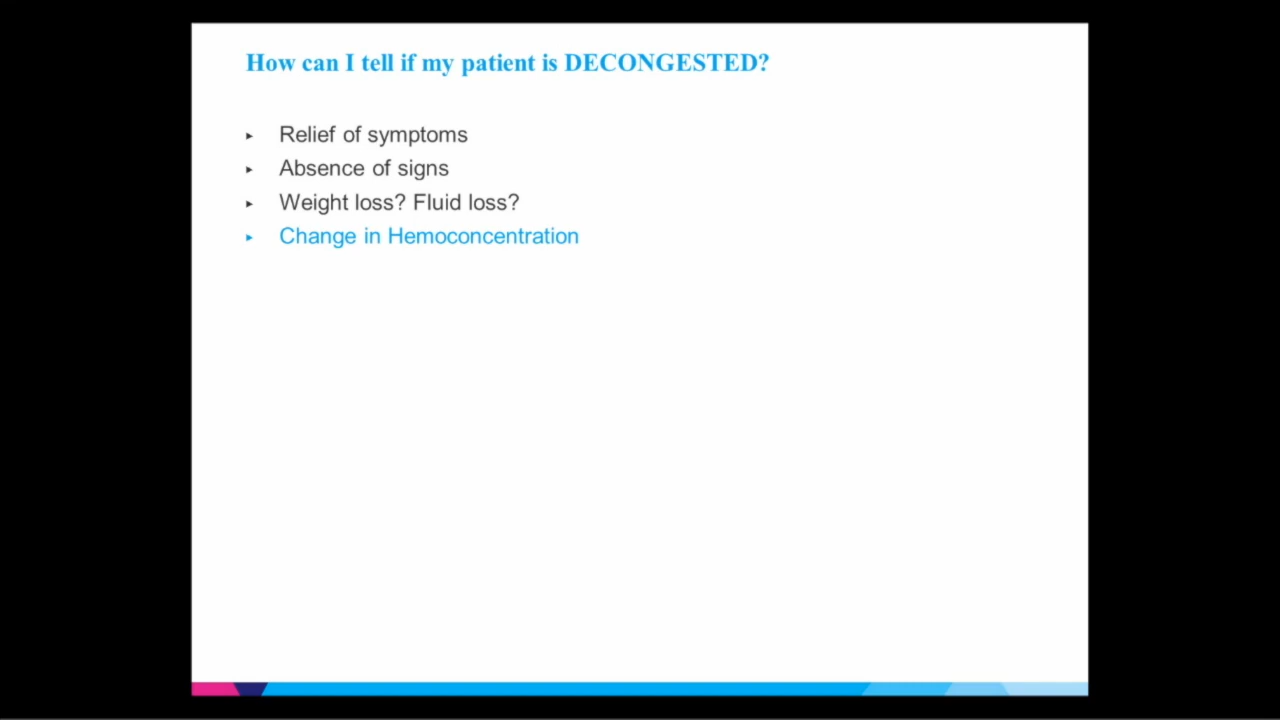 How can I tell if my patient is DECONGESTED?
▸ Relief of symptoms
▸ Absence of signs
▸ Weight loss? Fluid loss?
▸ Change in Hemoconcentration